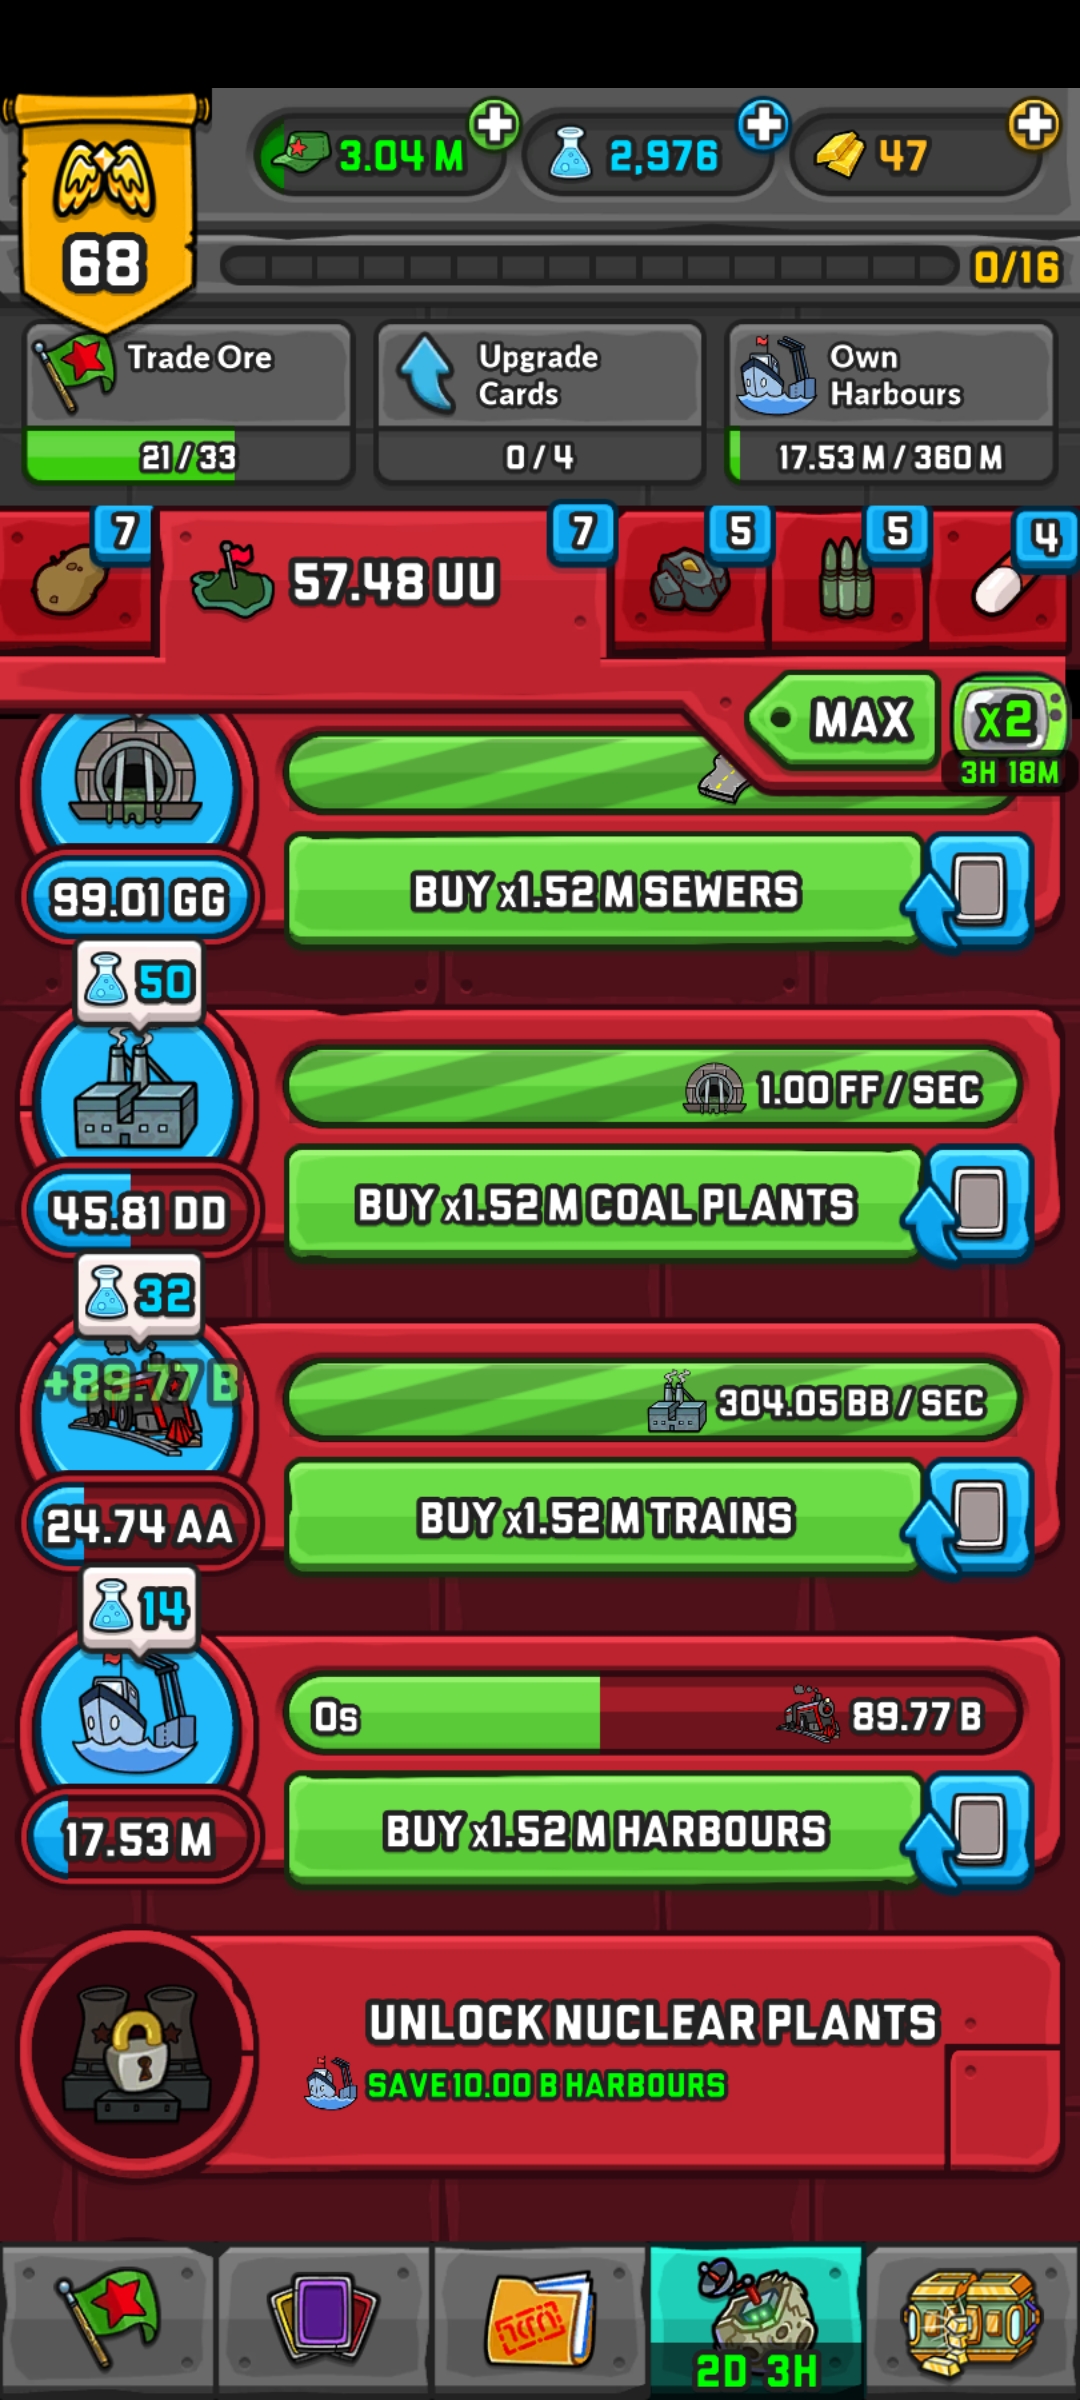 3.04 M
2,976
47
68
0/16
Trade Ore
21/33
Upgrade
Cards
0/4
Own
Harbours
17.53 M/360 M
7
57.48 UU
7
5
5
4
MAX
x2
3H 18M
BUY x1.52 M SEWERS
99.01 GG
50
1.00 FF/SEC
BUY x1.52 M COAL PLANTS
45.81 DD
32
+89.77 B
304.05 BB/SEC
BUY x1.52 M TRAINS
24.74 AA
14
0s
89.77 B
BUY x1.52 M HARBOURS
17.53 M
UNLOCK NUCLEAR PLANTS
SAVE 10.00 B HARBOURS
2D 3H